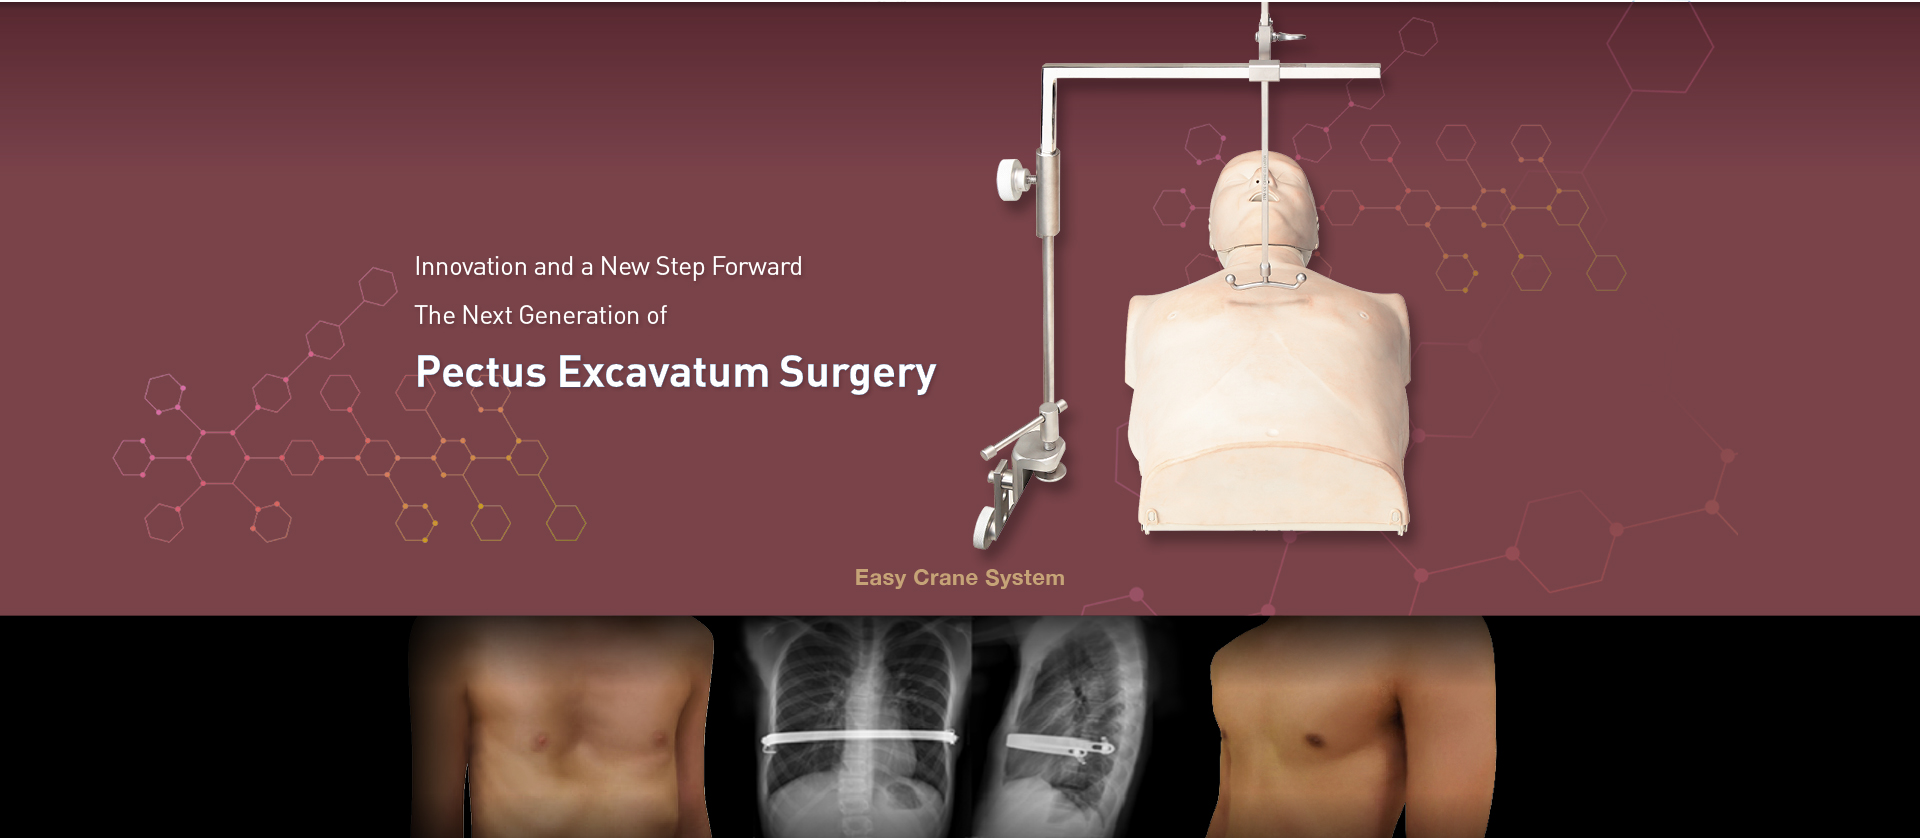 Innovation and a New Step Forward
The Next Generation of
Pectus Excavatum Surgery
Easy Crane System